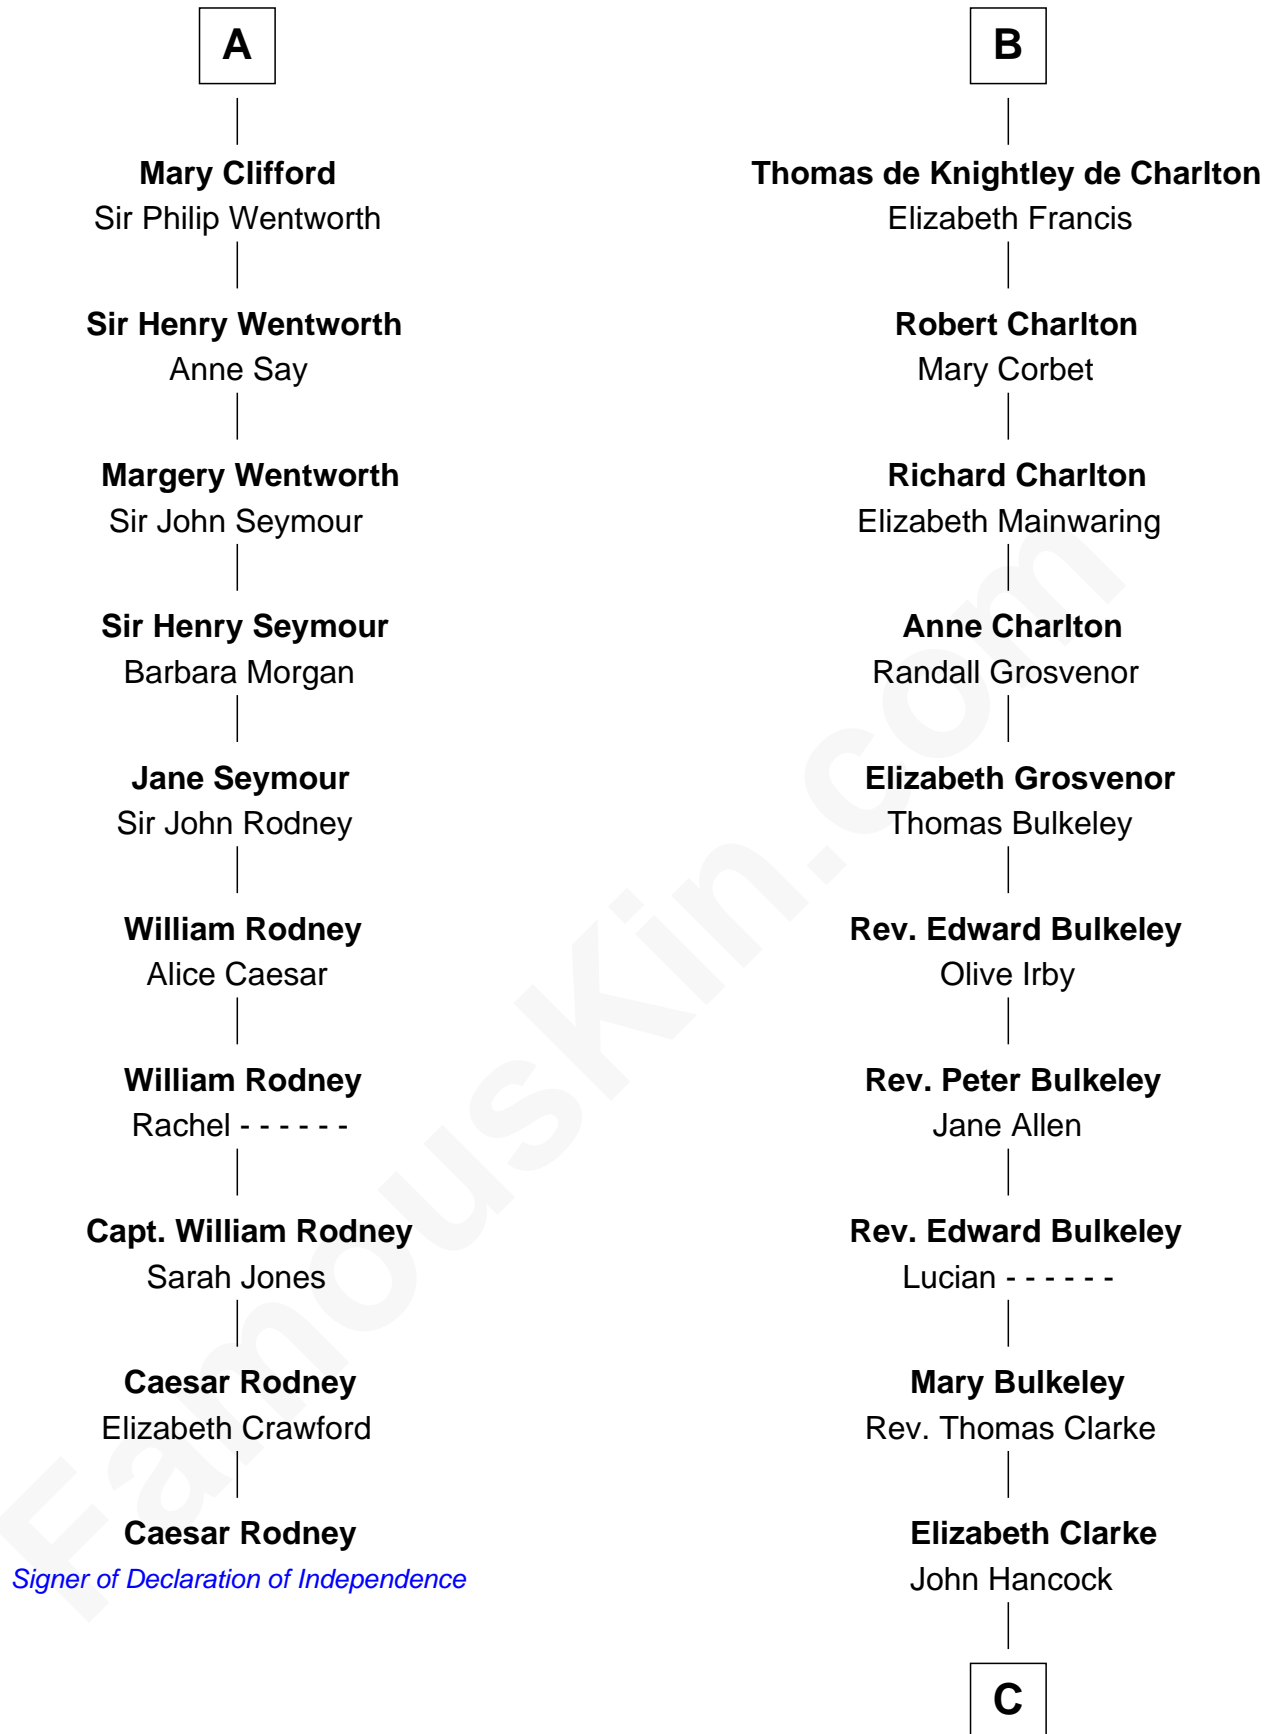 A
Mary Clifford
Sir Philip Wentworth
Sir Henry Wentworth
Anne Say
Margery Wentworth
Sir John Seymour
Sir Henry Seymour
Barbara Morgan
Jane Seymour
Sir John Rodney
William Rodney
Alice Caesar
William Rodney
Rachel - - - - - -
Capt. William Rodney
Sarah Jones
Caesar Rodney
Elizabeth Crawford
Caesar Rodney
Signer of Declaration of Independence
B
Thomas de Knightley de Charlton
Elizabeth Francis
Robert Charlton
Mary Corbet
Richard Charlton
Elizabeth Mainwaring
Anne Charlton
Randall Grosvenor
Elizabeth Grosvenor
Thomas Bulkeley
Rev. Edward Bulkeley
Olive Irby
Rev. Peter Bulkeley
Jane Allen
Rev. Edward Bulkeley
Lucian - - - - - -
Mary Bulkeley
Rev. Thomas Clarke
Elizabeth Clarke
John Hancock
C
FamousKin.com